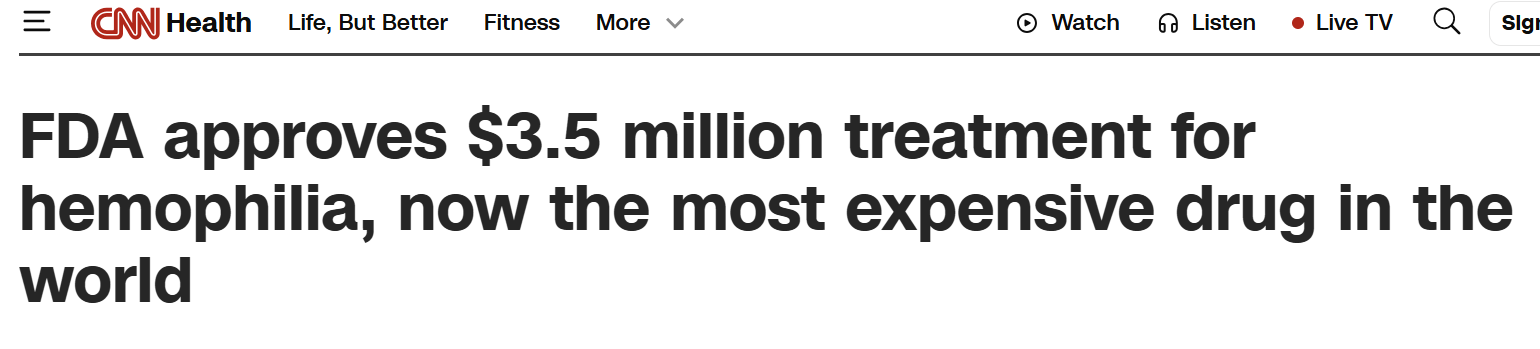 CNN Health Life, But Better Fitness More Watch Listen Live TV Sign
FDA approves $3.5 million treatment for
hemophilia, now the most expensive drug in the
world